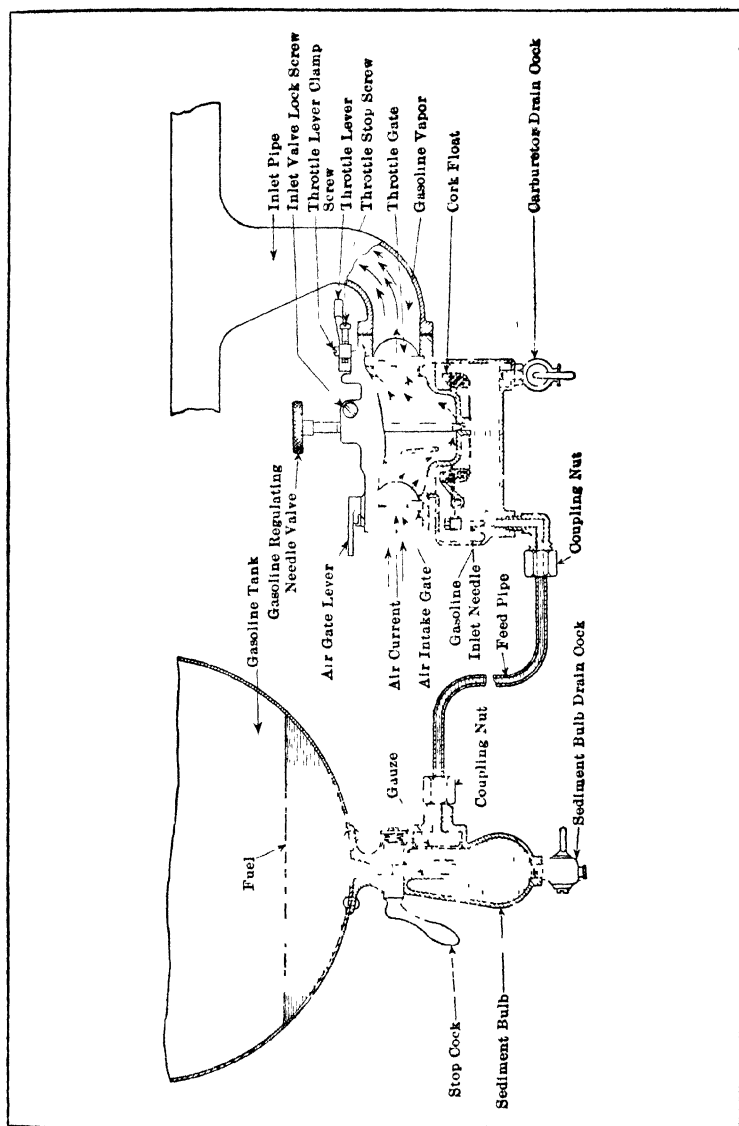 Inlet Pipe
Inlet Valve Lock Screw
Throttle Lever Clamp
Screw
Throttle Lever
Throttle Stop Screw
Throttle Gate
Gasoline Vapor
Cork Float
Carburetor Drain Cock
Gasoline Regulating
Needle Valve
Gasoline Tank
Air Gate Lever
Air Current
Air Intake Gate
Gasoline
Inlet Needle
Feed Pipe
Coupling Nut
Fuel
Gauze
Coupling Nut
Sediment Bulb Drain Cock
Stop Cock
Sediment Bulb